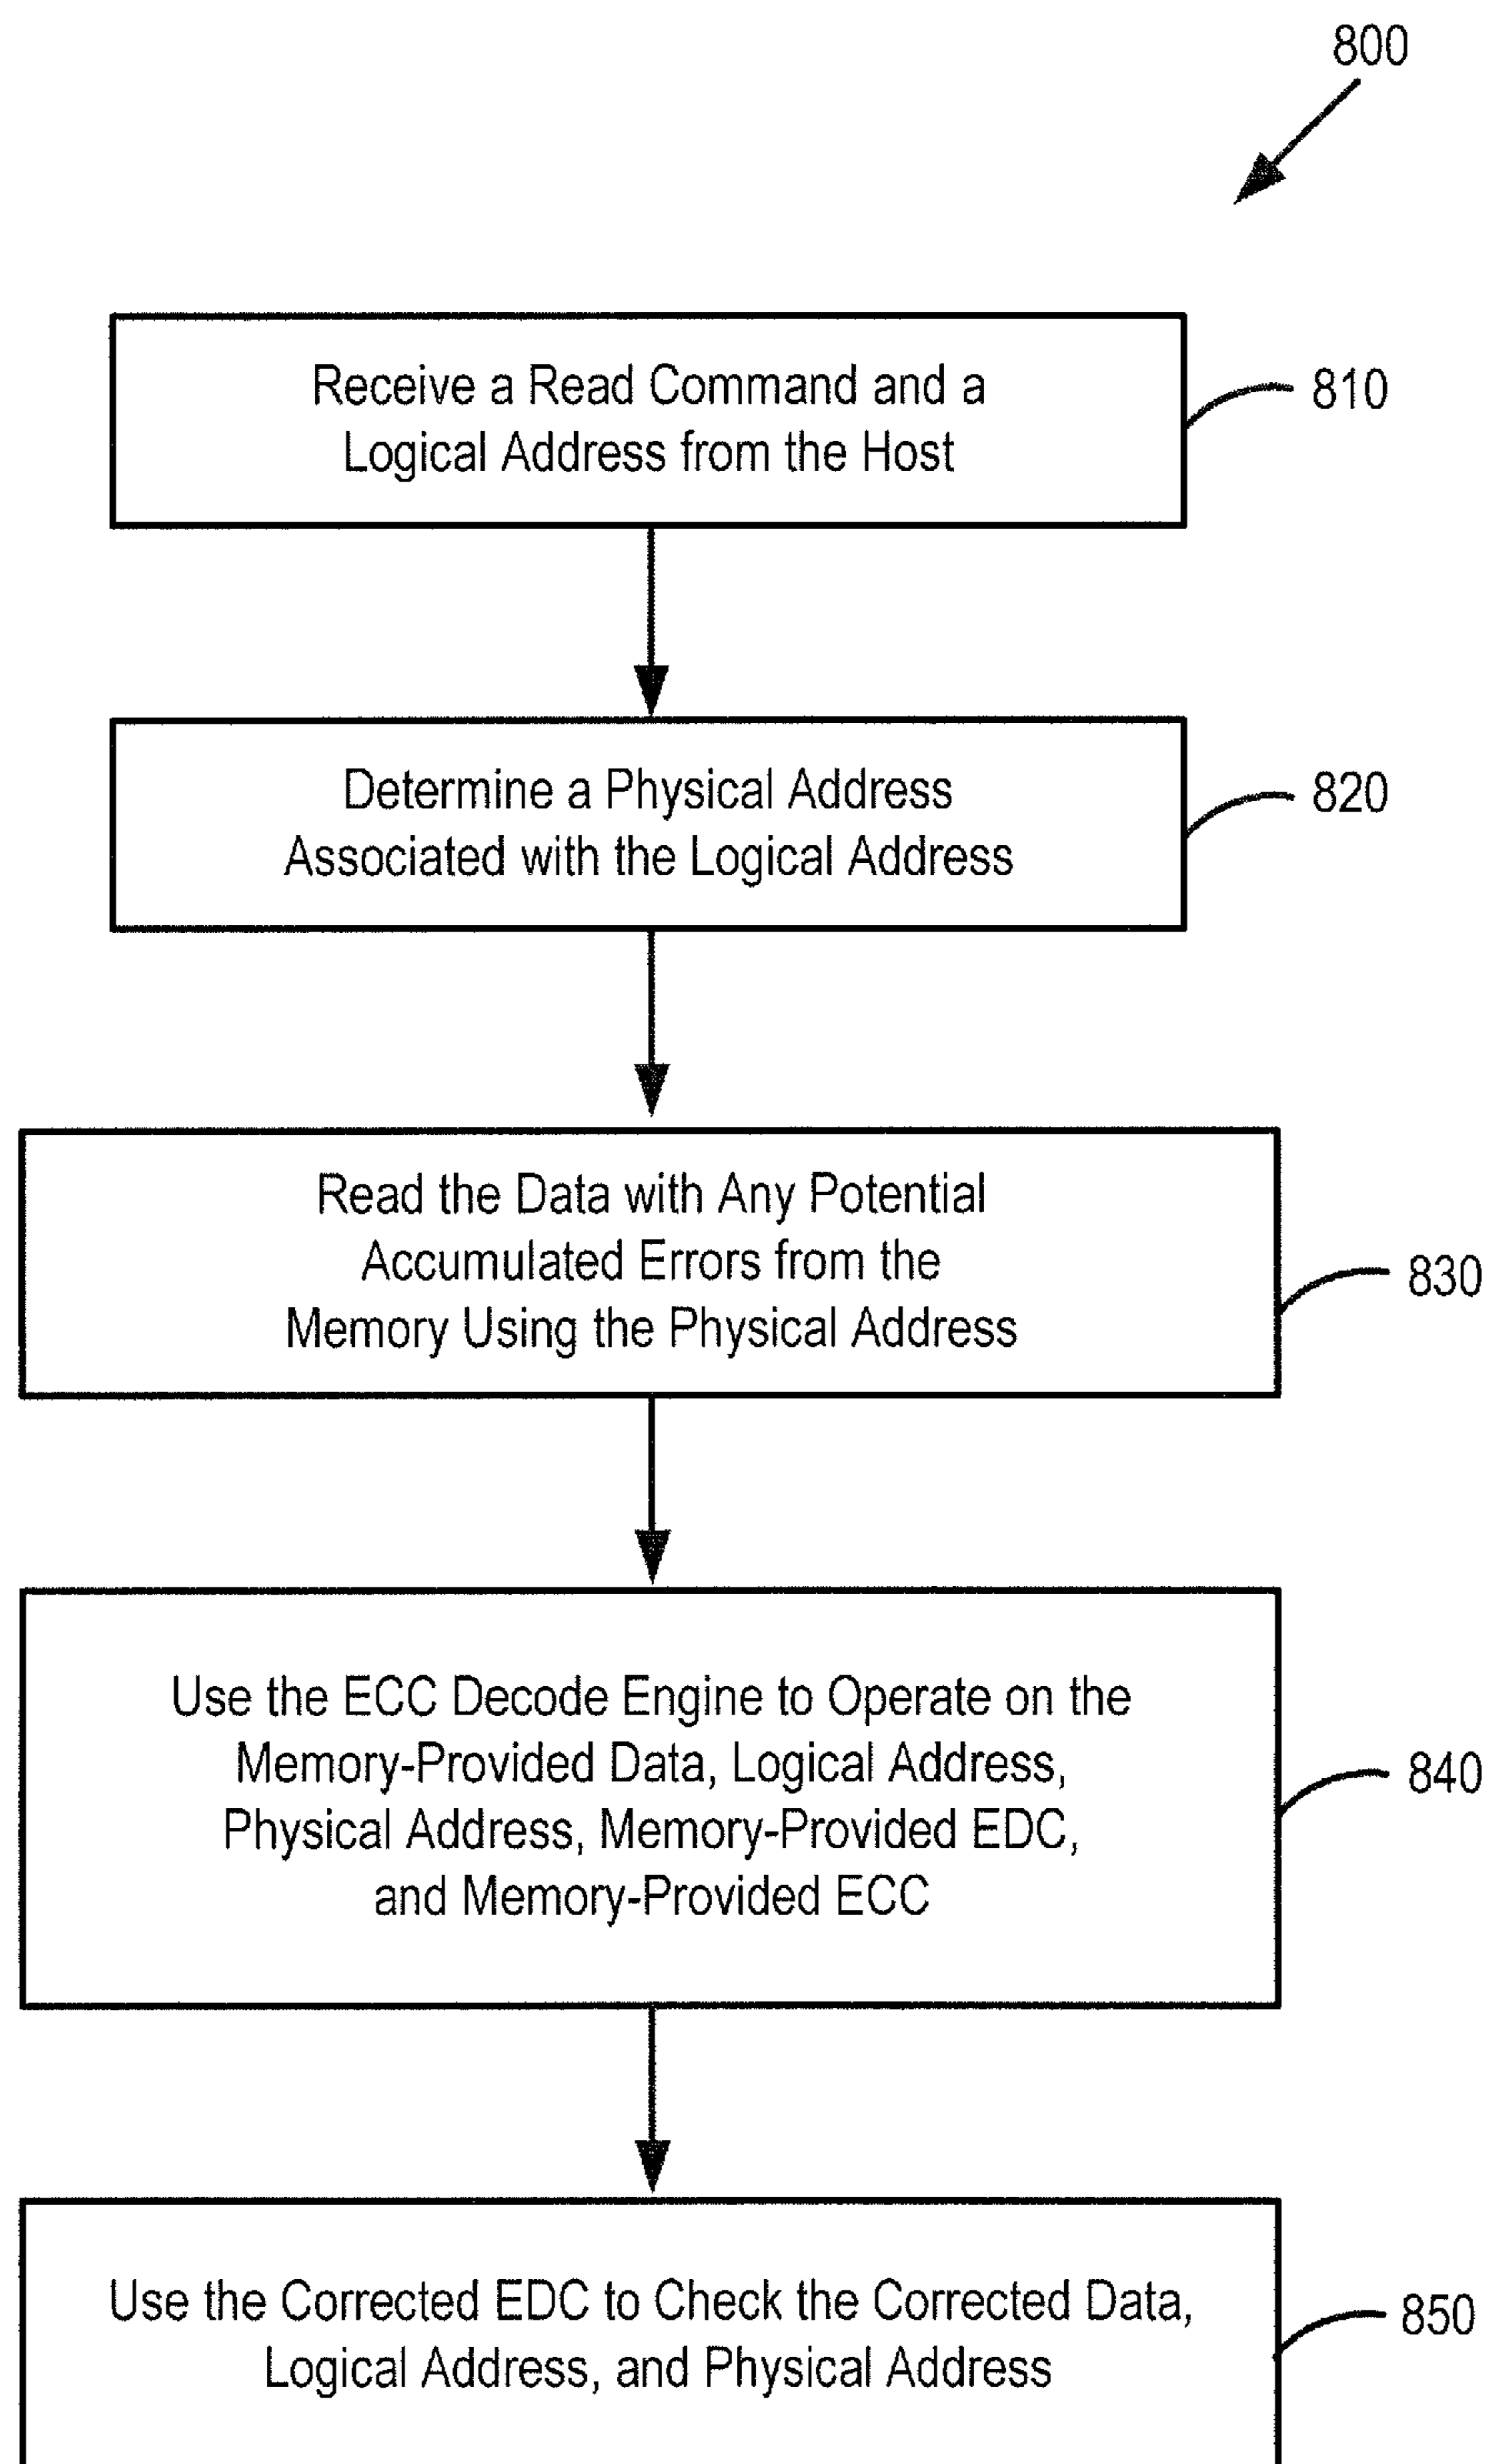 800
Receive a Read Command and a
Logical Address from the Host
810
Determine a Physical Address
Associated with the Logical Address
820
Read the Data with Any Potential
Accumulated Errors from the
Memory Using the Physical Address
830
Use the ECC Decode Engine to Operate on the
Memory-Provided Data, Logical Address,
Physical Address, Memory-Provided EDC,
and Memory-Provided ECC
840
Use the Corrected EDC to Check the Corrected Data,
Logical Address, and Physical Address
850